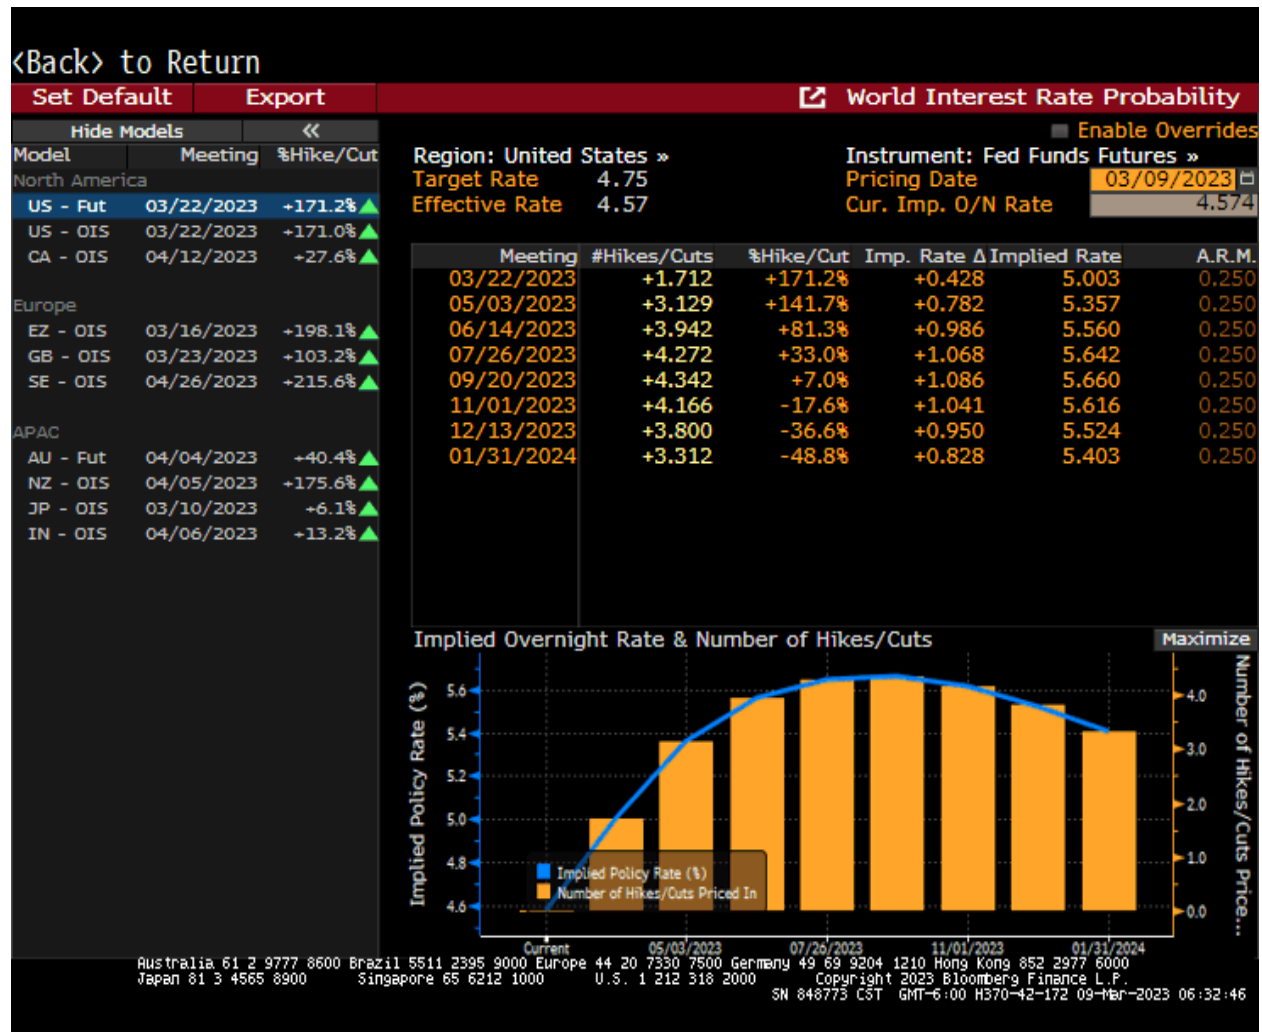 <Back> to Return
Set Default Export World Interest Rate Probability
Hide Models « Enable Overrides
Model Meeting %Hike/Cut
North America
US - Fut 03/22/2023 +171.2%▲
US - OIS 03/22/2023 +171.0%▲
CA - OIS 04/12/2023 +27.6%▲
Europe
EZ - OIS 03/16/2023 +198.1%▲
GB - OIS 03/23/2023 +103.2%▲
SE - OIS 04/26/2023 +215.6%▲
APAC
AU - Fut 04/04/2023 +40.4%▲
NZ - OIS 04/05/2023 +175.6%▲
JP - OIS 03/10/2023 +6.1%▲
IN - OIS 04/06/2023 +13.2%▲
Region: United States » Instrument: Fed Funds Futures »
Target Rate 4.75 Pricing Date 03/09/2023
Effective Rate 4.57 Cur. Imp. O/N Rate 4.574
Meeting #Hikes/Cuts %Hike/Cut Imp. Rate Δ Implied Rate A.R.M.
03/22/2023 +1.712 +171.2% +0.428 5.003 0.250
05/03/2023 +3.129 +141.7% +0.782 5.357 0.250
06/14/2023 +3.942 +81.3% +0.986 5.560 0.250
07/26/2023 +4.272 +33.0% +1.068 5.642 0.250
09/20/2023 +4.342 +7.0% +1.086 5.660 0.250
11/01/2023 +4.166 -17.6% +1.041 5.616 0.250
12/13/2023 +3.800 -36.6% +0.950 5.524 0.250
01/31/2024 +3.312 -48.8% +0.828 5.403 0.250
Implied Overnight Rate & Number of Hikes/Cuts Maximize
Implied Policy Rate (%)
5.6
5.4
5.2
5.0
4.8
4.6
Implied Policy Rate (%)
Number of Hikes/Cuts Priced In
4.0
3.0
2.0
1.0
0.0
Number of Hikes/Cuts Price...
Current 05/03/2023 07/26/2023 11/01/2023 01/31/2024
Australia 61 2 9777 8600 Brazil 5511 2395 9000 Europe 44 20 7330 7500 Germany 49 69 9204 1210 Hong Kong 852 2977 6000
Japan 81 3 4565 8900 Singapore 65 6212 1000 U.S. 1 212 318 2000 Copyright 2023 Bloomberg Finance L.P.
SN 848773 CST GMT-6:00 H370-42-172 09-Mar-2023 06:32:46